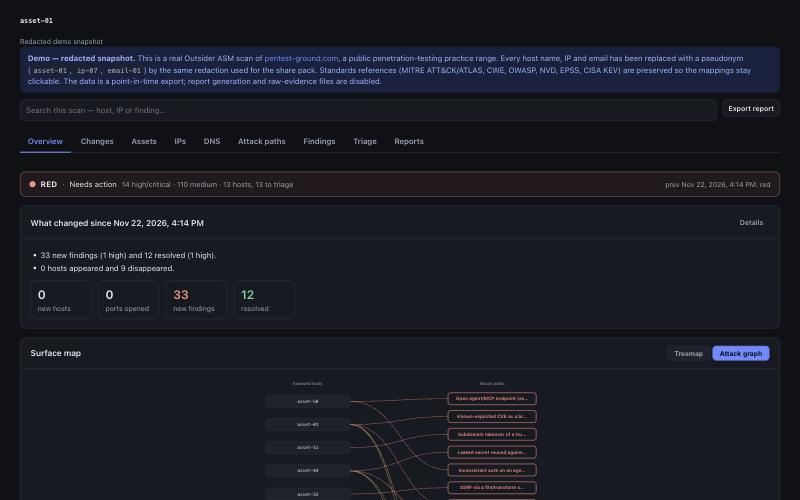 asset-01
Redacted demo snapshot
Demo — redacted snapshot. This is a real Outsider ASM scan of pentest-ground.com, a public penetration-testing practice range. Every host name, IP and email has been replaced with a pseudonym
( asset-01 , ip-07 , email-01 ) by the same redaction used for the share pack. Standards references (MITRE ATT&CK/ATLAS, CWE, OWASP, NVD, EPSS, CISA KEV) are preserved so the mappings stay
clickable. The data is a point-in-time export; report generation and raw-evidence files are disabled.
Search this scan — host, IP or finding...
Export report
Overview Changes Assets IPs DNS Attack paths Findings Triage Reports
RED · Needs action 14 high/critical · 110 medium · 13 hosts, 13 to triage prev Nov 22, 2026, 4:14 PM: red
What changed since Nov 22, 2026, 4:14 PM Details
• 33 new findings (1 high) and 12 resolved (1 high).
• 0 hosts appeared and 9 disappeared.
0 0 33 12
new hosts ports opened new findings resolved
Surface map Treemap Attack graph
Exposed hosts Attack paths
asset-50 Open agent/MCP endpoint (as...
asset-03 Known-exploited CVE as a br...
Subdomain takeover of a tru...
asset-51
Leaked secret reused agains...
asset-04 Inconsistent auth on an age...
SSRF via a file/transform s...
asset-52